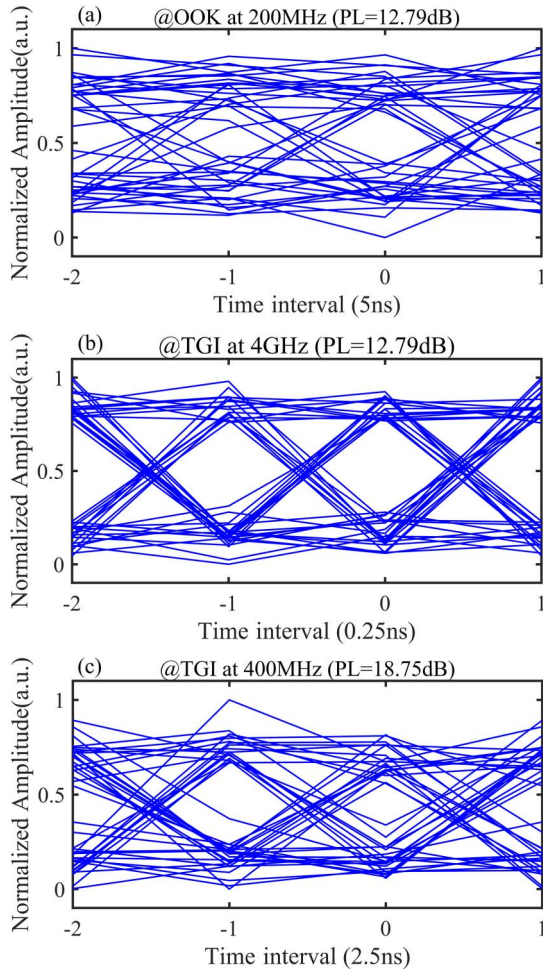 (a) @OOK at 200MHz (PL=12.79dB)
Normalized Amplitude(a.u.)
1
0.5
0
-2 -1 0 1
Time interval (5ns)
(b) @TGI at 4GHz (PL=12.79dB)
Normalized Amplitude(a.u.)
1
0.5
0
-2 -1 0 1
Time interval (0.25ns)
(c) @TGI at 400MHz (PL=18.75dB)
Normalized Amplitude(a.u.)
1
0.5
0
-2 -1 0 1
Time interval (2.5ns)